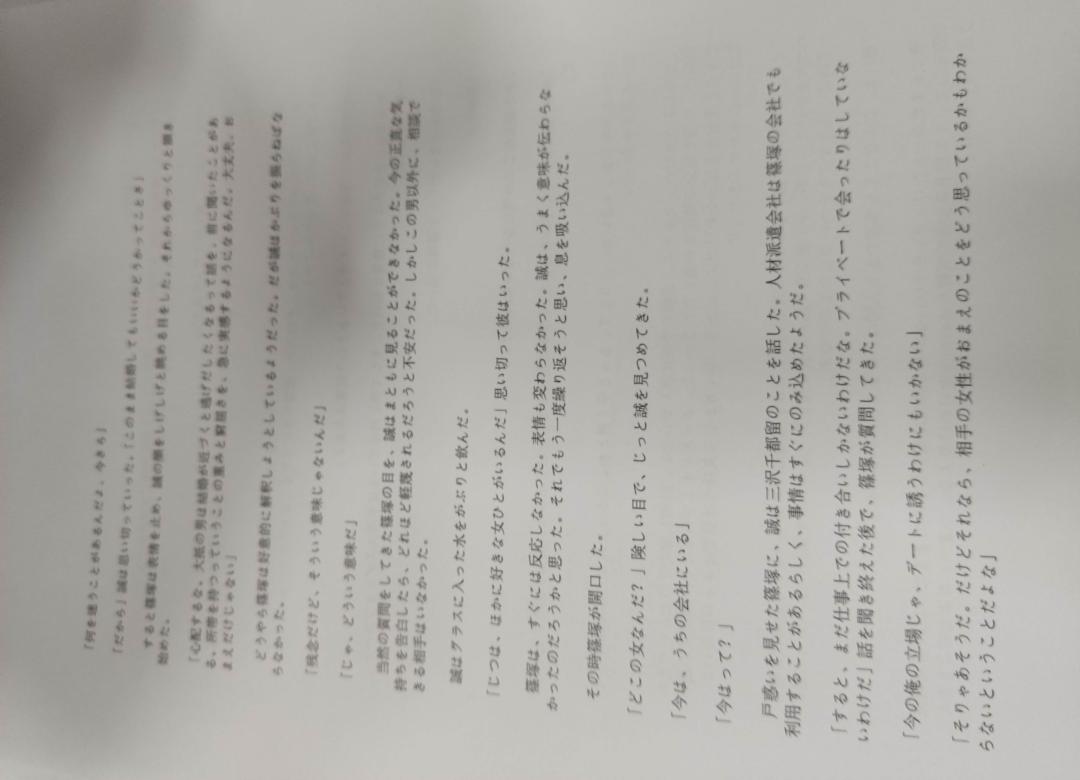 「何を迷うことがあるんだよ、今さら」
「だから」誠は思い切っていった。「このまま結婚してもいいかどうかってことさ」
すると篠塚は表情を止め、誠の顔をしげしげと眺める目をした。それからゆっくりと頷き
始めた。
「心配するな。大抵の男は結婚が近づくと逃げだしたくなるって話を、前に聞いたことがあ
る。所帯を持つっていうことの重みと窮屈さを、急に実感するようになるんだ。大丈夫。お
まえだけじゃない」
どうやら篠塚は好意的に解釈しようとしているようだった。だが誠はかぶりを振らねばな
らなかった。
「残念だけど、そういう意味じゃないんだ」
「じゃ、どういう意味だ」
当然の質問をしてきた篠塚の目を、誠はまともに見ることができなかった。今の正直な気
持ちを告白したら、どれほど軽蔑されるだろうと不安だった。しかしこの男以外に、相談で
きる相手はいなかった。
誠はグラスに入った水をがぶりと飲んだ。
「じつは、ほかに好きな女ひとがいるんだ」思い切って彼はいった。
篠塚は、すぐには反応しなかった。表情も変わらなかった。誠は、うまく意味が伝わらな
かったのだろうかと思った。それでもう一度繰り返そうと思い、息を吸い込んだ。
その時篠塚が開口した。
「どこの女なんだ？」険しい目で、じっと誠を見つめてきた。
「今は、うちの会社にいる」
「今はって？」
戸惑いを見せた篠塚に、誠は三沢千都留のことを話した。人材派遣会社は篠塚の会社でも
利用することがあるらしく、事情はすぐにのみ込めたようだ。
「すると、まだ仕事上での付き合いしかないわけだな。プライベートで会ったりはしていな
いわけだ」話を聞き終えた後で、篠塚が質問してきた。
「今の俺の立場じゃ、デートに誘うわけにもいかない」
「そりゃあそうだ。だけどそれなら、相手の女性がおまえのことをどう思っているかもわか
らないということだよな」